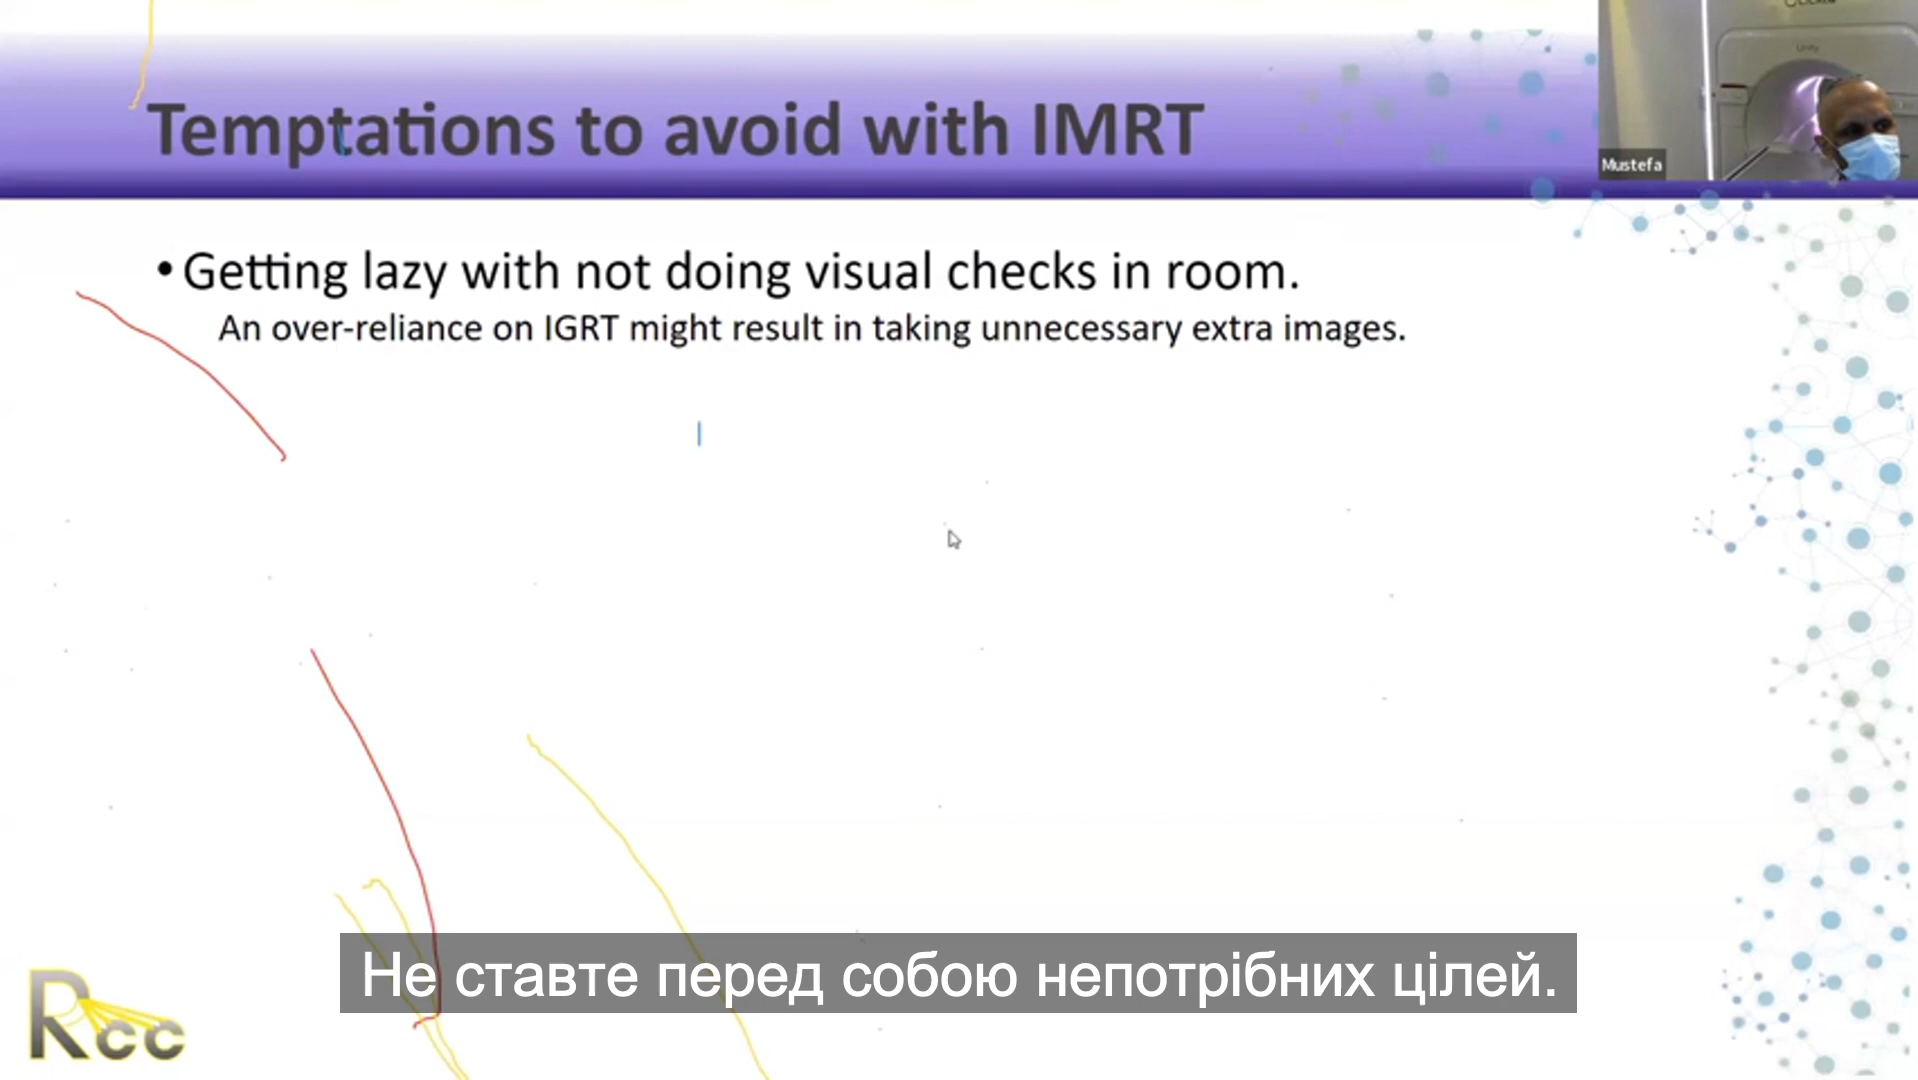 Temptations to avoid with IMRT
Unity
Mustefa
• Getting lazy with not doing visual checks in room.
An over-reliance on IGRT might result in taking unnecessary extra images.
Не ставте перед собою непотрібних цілей.
Rcc